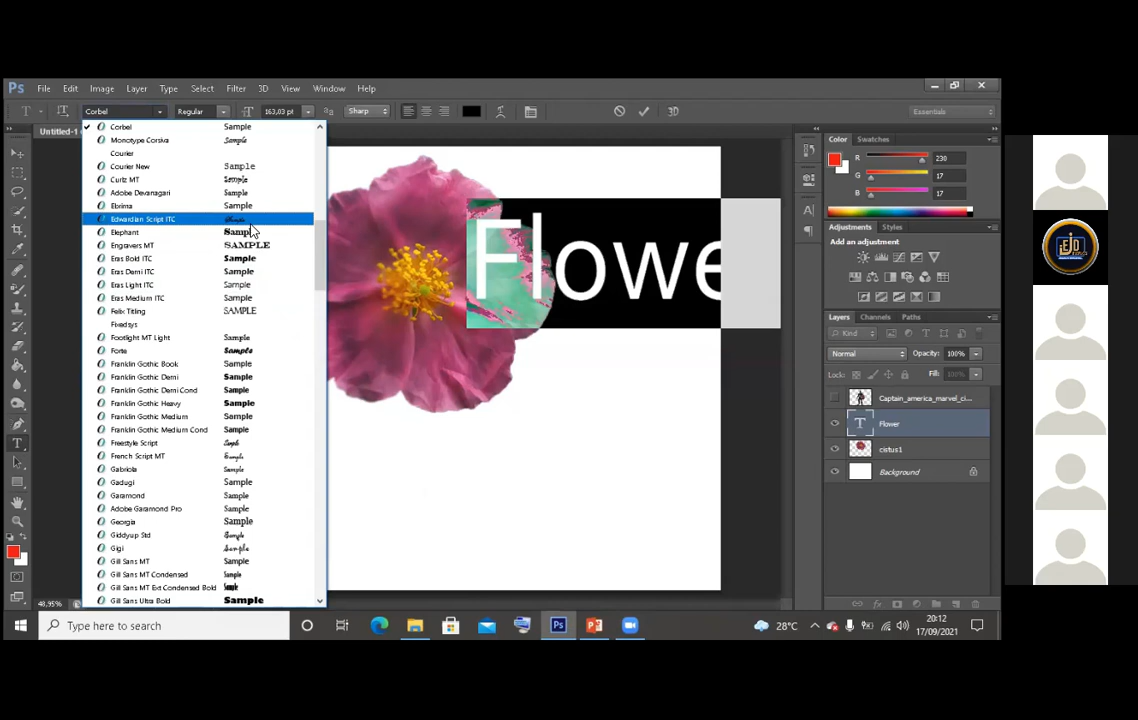 Ps File Edit Image Layer Type Select Filter 3D View Window Help
T Corbel Regular 163,03 pt Sharp 3D Essentials
Untitled-1
Corbel Sample
Monotype Corsiva Sample
Courier
Courier New Sample
Curlz MT Sample
Adobe Devanagari Sample
Ebrima Sample
Edwardian Script ITC Sample
Elephant Sample
Engravers MT SAMPLE
Eras Bold ITC Sample
Eras Demi ITC Sample
Eras Light ITC Sample
Eras Medium ITC Sample
Felix Titling SAMPLE
Fixedsys
Footlight MT Light Sample
Forte Sample
Franklin Gothic Book Sample
Franklin Gothic Demi Sample
Franklin Gothic Demi Cond Sample
Franklin Gothic Heavy Sample
Franklin Gothic Medium Sample
Franklin Gothic Medium Cond Sample
Freestyle Script Sample
French Script MT Sample
Gabriola Sample
Gadugi Sample
Garamond Sample
Adobe Garamond Pro Sample
Georgia Sample
Giddyup Std Sample
Gigi Sample
Gill Sans MT Sample
Gill Sans MT Condensed Sample
Gill Sans MT Ext Condensed Bold Sample
Gill Sans Ultra Bold Sample
Flowe
Color Swatches
R 230
G 17
B 17
Adjustments Styles
Add an adjustment
Layers Channels Paths
Kind
Normal Opacity: 100%
Lock: Fill: 100%
Captain_america_marvel_ci...
T Flower
cistus1
Background
48,95%
Type here to search
28°C
20:12
17/09/2021